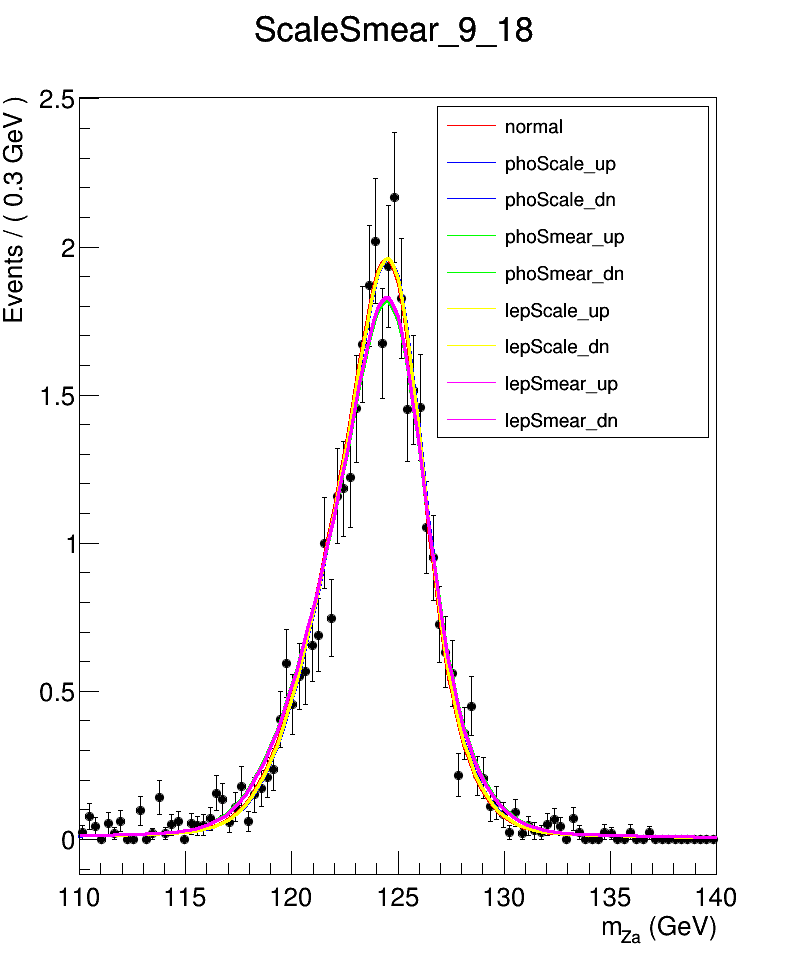 ScaleSmear_9_18
Events / ( 0.3 GeV )
2.5
2
1.5
1
0.5
0
normal
phoScale_up
phoScale_dn
phoSmear_up
phoSmear_dn
lepScale_up
lepScale_dn
lepSmear_up
lepSmear_dn
110 115 120 125 130 135 140
mZa (GeV)